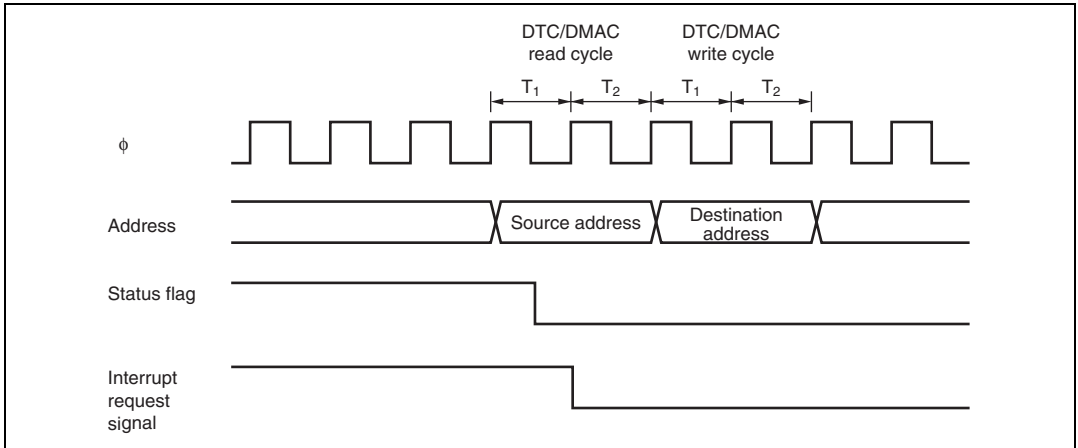 DTC/DMAC
read cycle
DTC/DMAC
write cycle
T₁
T₂
T₁
T₂
ϕ
Address
Source address
Destination
address
Status flag
Interrupt
request
signal